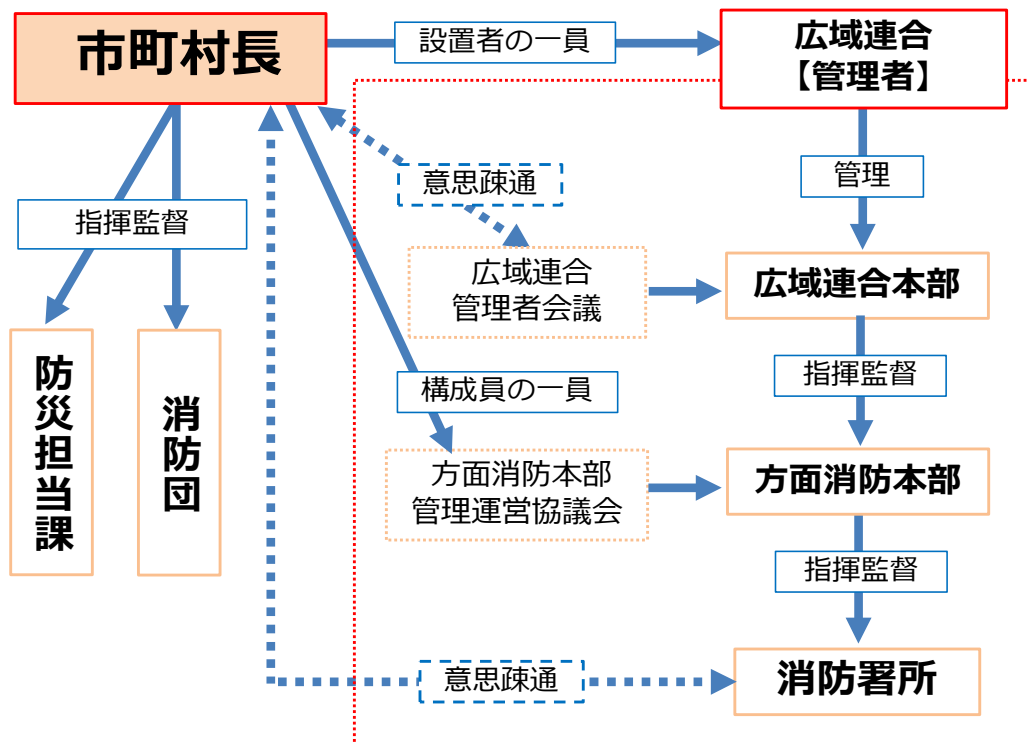 市町村長
設置者の一員
広域連合
【管理者】
意思疎通
管理
指揮監督
広域連合
管理者会議
広域連合本部
防災担当課
消防団
指揮監督
構成員の一員
方面消防本部
管理運営協議会
方面消防本部
指揮監督
意思疎通
消防署所